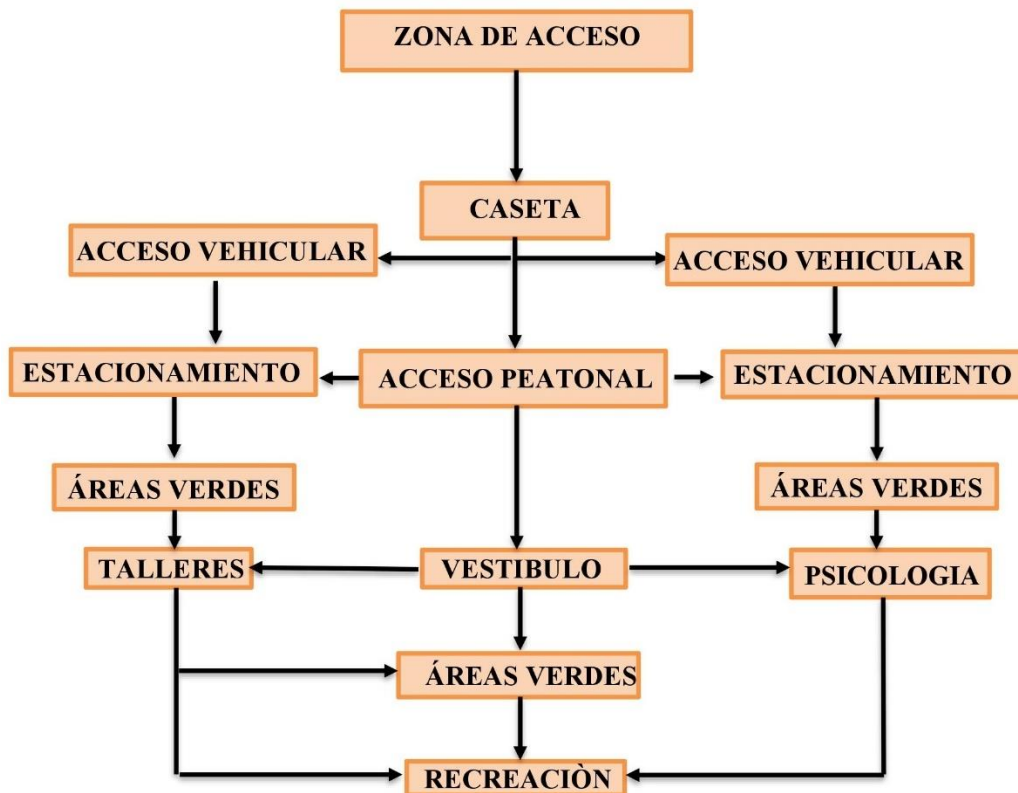 ZONA DE ACCESO
CASETA
ACCESO VEHICULAR
ACCESO VEHICULAR
ESTACIONAMIENTO
ACCESO PEATONAL
ESTACIONAMIENTO
ÁREAS VERDES
ÁREAS VERDES
TALLERES
VESTIBULO
PSICOLOGIA
ÁREAS VERDES
RECREACIÒN